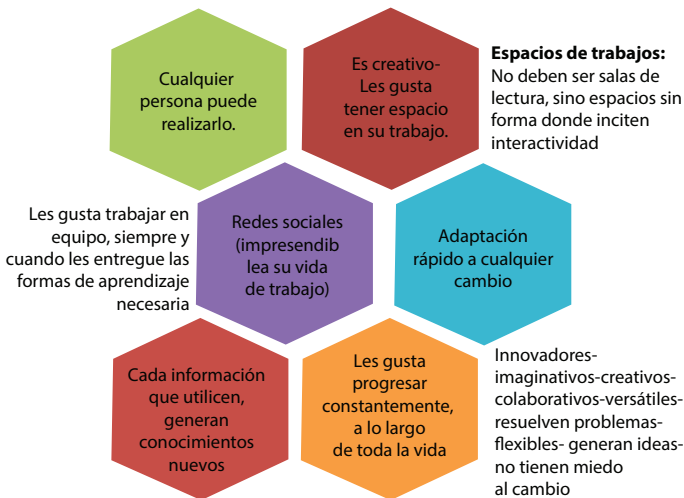 Cualquier
persona puede
realizarlo.
Es creativo-
Les gusta
tener espacio
en su trabajo.
Espacios de trabajos:
No deben ser salas de
lectura, sino espacios sin
forma donde inciten
interactividad
Les gusta trabajar en
equipo, siempre y
cuando les entregue las
formas de aprendizaje
necesaria
Redes sociales
(impresendib
lea su vida
de trabajo)
Adaptación
rápido a cualquier
cambio
Cada información
que utilicen,
generan
conocimientos
nuevos
Les gusta
progresar
constantemente,
a lo largo
de toda la vida
Innovadores-
imaginativos-creativos-
colaborativos-versátiles-
resuelven problemas-
flexibles- generan ideas-
no tienen miedo
al cambio